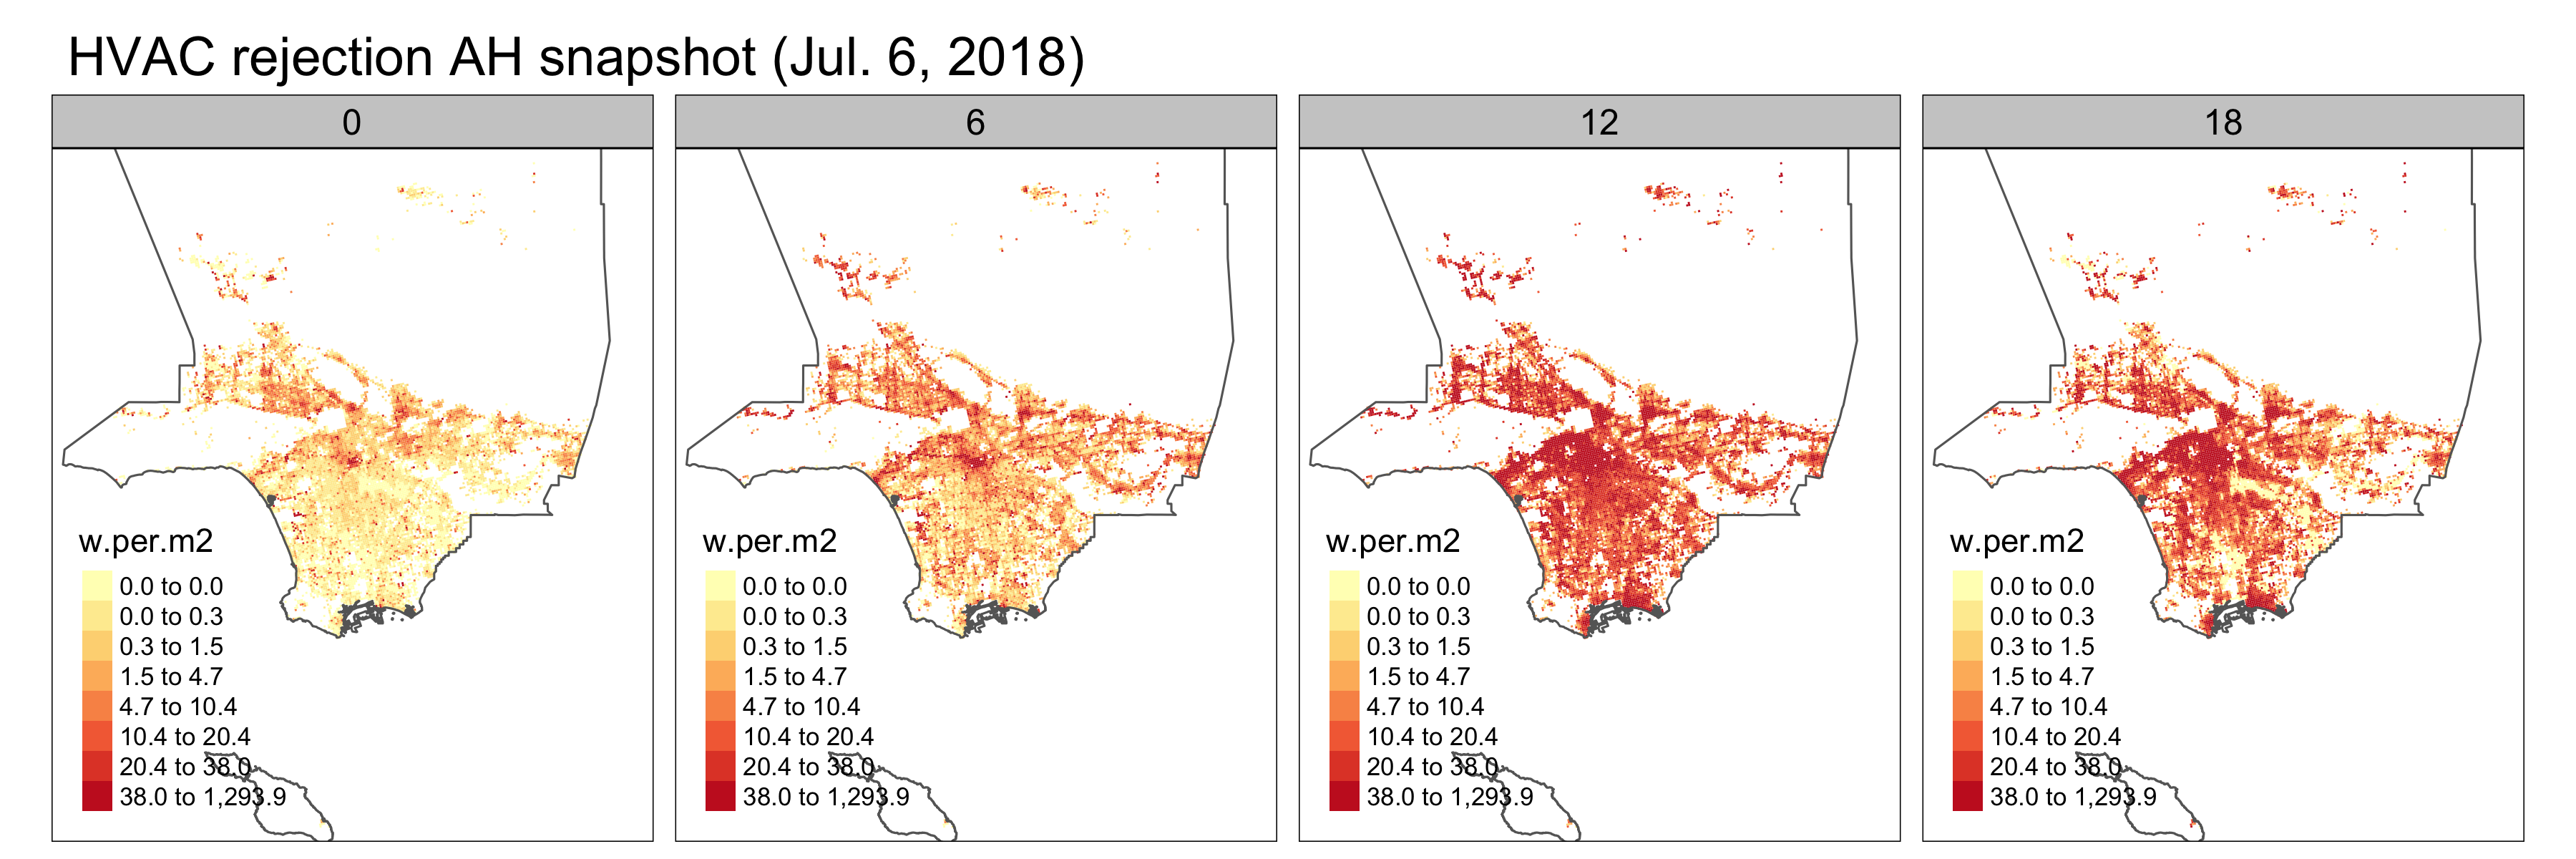 HVAC rejection AH snapshot (Jul. 6, 2018)
0
6
12
18
w.per.m2
0.0 to 0.0
0.0 to 0.3
0.3 to 1.5
1.5 to 4.7
4.7 to 10.4
10.4 to 20.4
20.4 to 38.0
38.0 to 1,293.9
w.per.m2
0.0 to 0.0
0.0 to 0.3
0.3 to 1.5
1.5 to 4.7
4.7 to 10.4
10.4 to 20.4
20.4 to 38.0
38.0 to 1,293.9
w.per.m2
0.0 to 0.0
0.0 to 0.3
0.3 to 1.5
1.5 to 4.7
4.7 to 10.4
10.4 to 20.4
20.4 to 38.0
38.0 to 1,293.9
w.per.m2
0.0 to 0.0
0.0 to 0.3
0.3 to 1.5
1.5 to 4.7
4.7 to 10.4
10.4 to 20.4
20.4 to 38.0
38.0 to 1,293.9